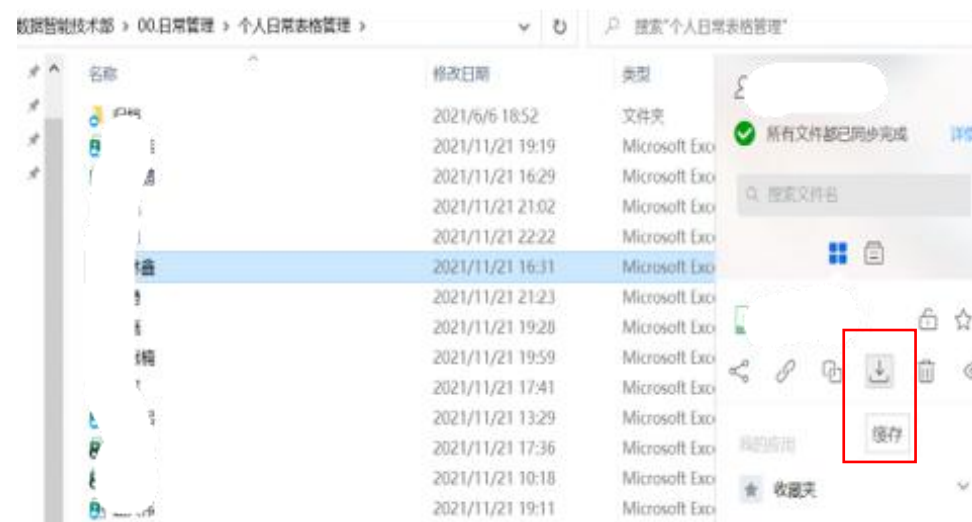 数据智能技术部 › 00.日常管理 › 个人日常表格管理 ›
搜索"个人日常表格管理"
名称 修改日期 类型
2021/6/6 18:52 文件夹
2021/11/21 19:19 Microsoft Exc
2021/11/21 16:29 Microsoft Exc
2021/11/21 21:02 Microsoft Exc
2021/11/21 22:22 Microsoft Exc
鑫 2021/11/21 16:31 Microsoft Exc
2021/11/21 21:23 Microsoft Exc
2021/11/21 19:28 Microsoft Exc
楠 2021/11/21 19:59 Microsoft Exc
2021/11/21 17:41 Microsoft Exc
2021/11/21 13:29 Microsoft Exc
2021/11/21 17:36 Microsoft Exc
2021/11/21 10:18 Microsoft Exc
2021/11/21 19:11 Microsoft Exc
所有文件都已同步完成 详情
搜索文件名
缓存
我的应用
收藏夹